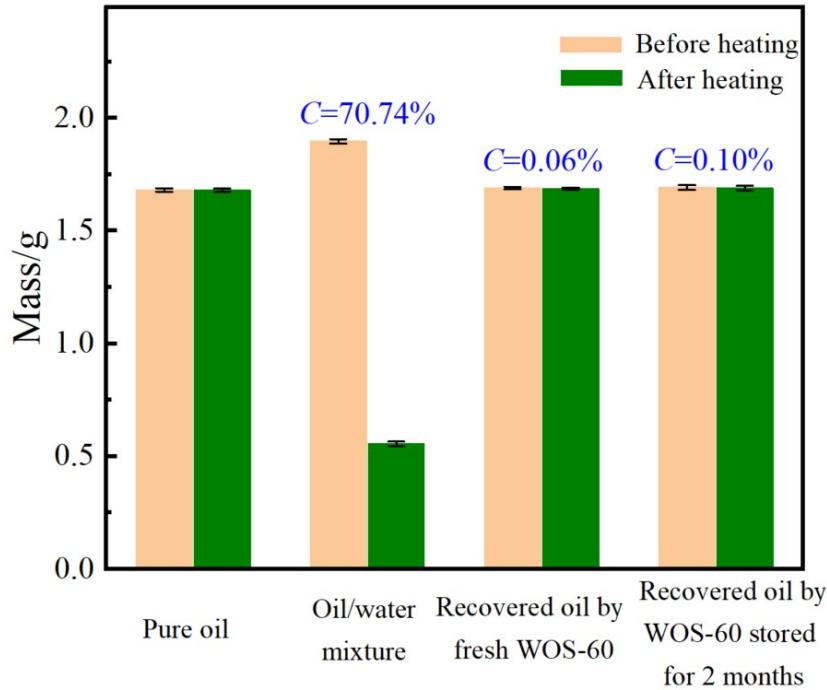 Before heating
After heating
C=70.74%
C=0.06%
C=0.10%
Mass/g
2.0
1.5
1.0
0.5
0.0
Pure oil
Oil/water
mixture
Recovered oil by
fresh WOS-60
Recovered oil by
WOS-60 stored
for 2 months